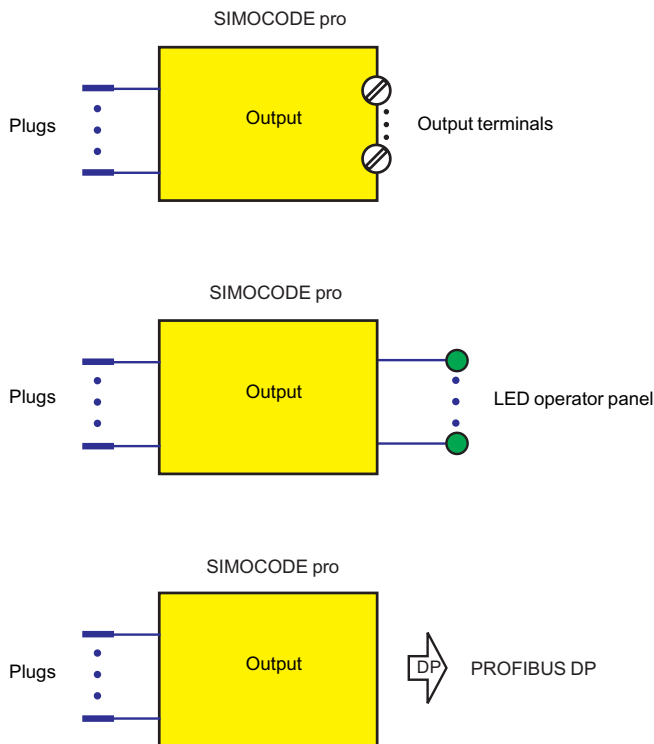 SIMOCODE pro
Plugs
Output
Output terminals
SIMOCODE pro
Plugs
Output
LED operator panel
SIMOCODE pro
Plugs
Output
DP
PROFIBUS DP